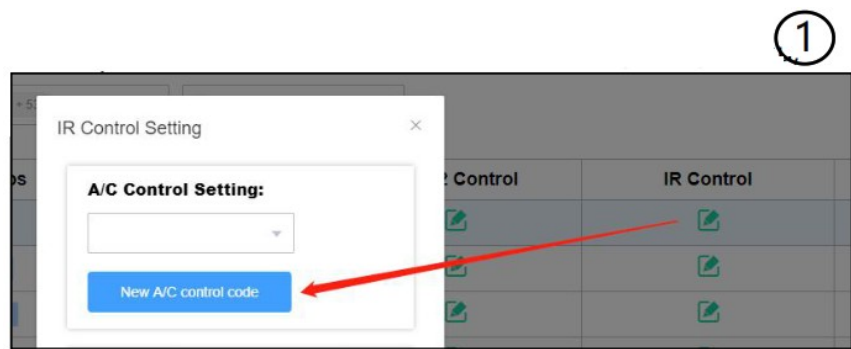 1
IR Control Setting ×
A/C Control Setting:
New A/C control code
Control
IR Control